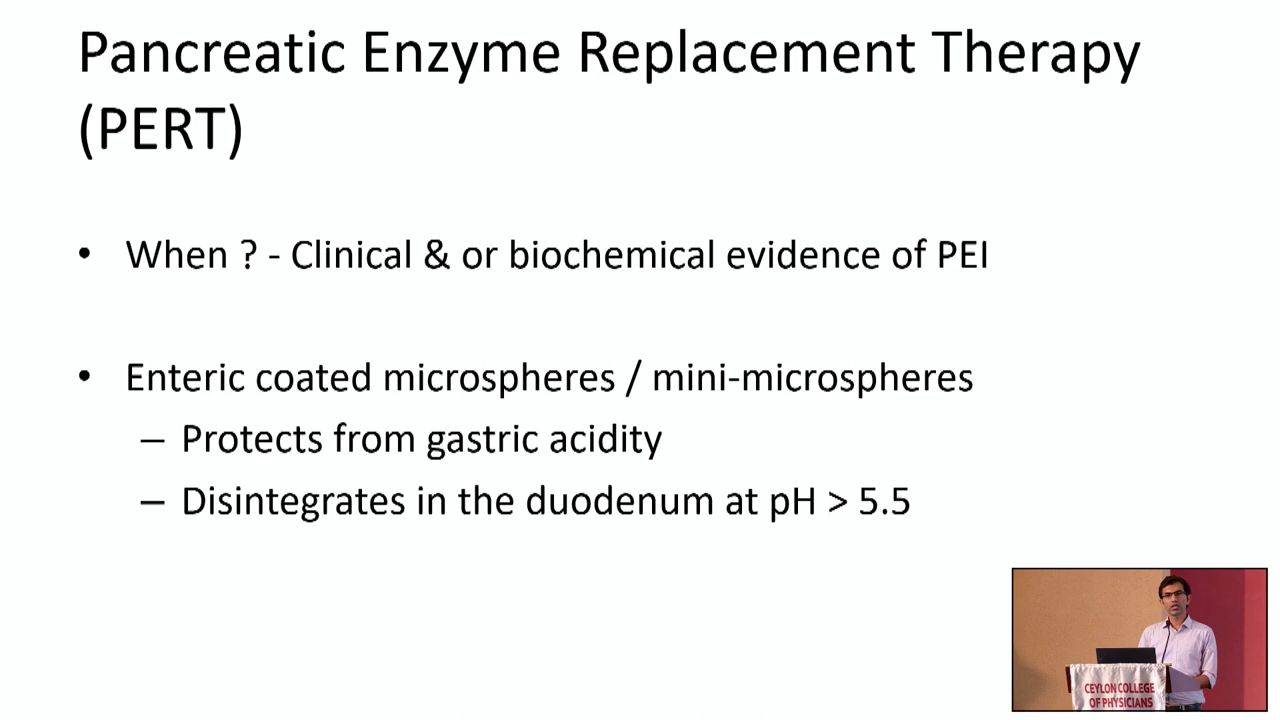 Pancreatic Enzyme Replacement Therapy
(PERT)
• When ? - Clinical & or biochemical evidence of PEI
• Enteric coated microspheres / mini-microspheres
– Protects from gastric acidity
– Disintegrates in the duodenum at pH > 5.5
CEYLON COLLEGE
OF PHYSICIANS